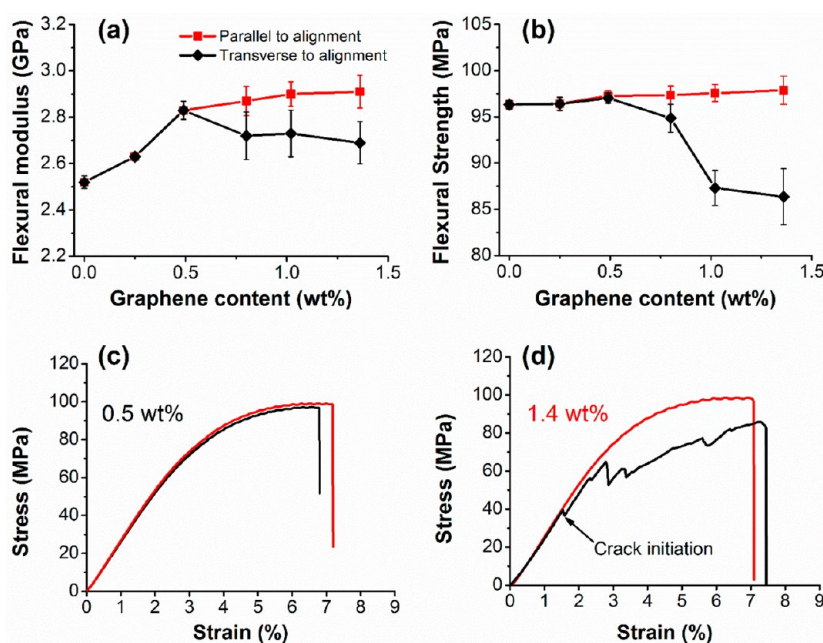 (a)
Parallel to alignment
Transverse to alignment
Flexural modulus (GPa)
3.2
3.0
2.8
2.6
2.4
2.2
0.0 0.5 1.0 1.5
Graphene content (wt%)
(b)
Flexural Strength (MPa)
105
100
95
90
85
80
0.0 0.5 1.0 1.5
Graphene content (wt%)
(c)
0.5 wt%
Stress (MPa)
120
100
80
60
40
20
0
0 1 2 3 4 5 6 7 8 9
Strain (%)
(d)
1.4 wt%
Crack initiation
Stress (MPa)
120
100
80
60
40
20
0
0 1 2 3 4 5 6 7 8 9
Strain (%)